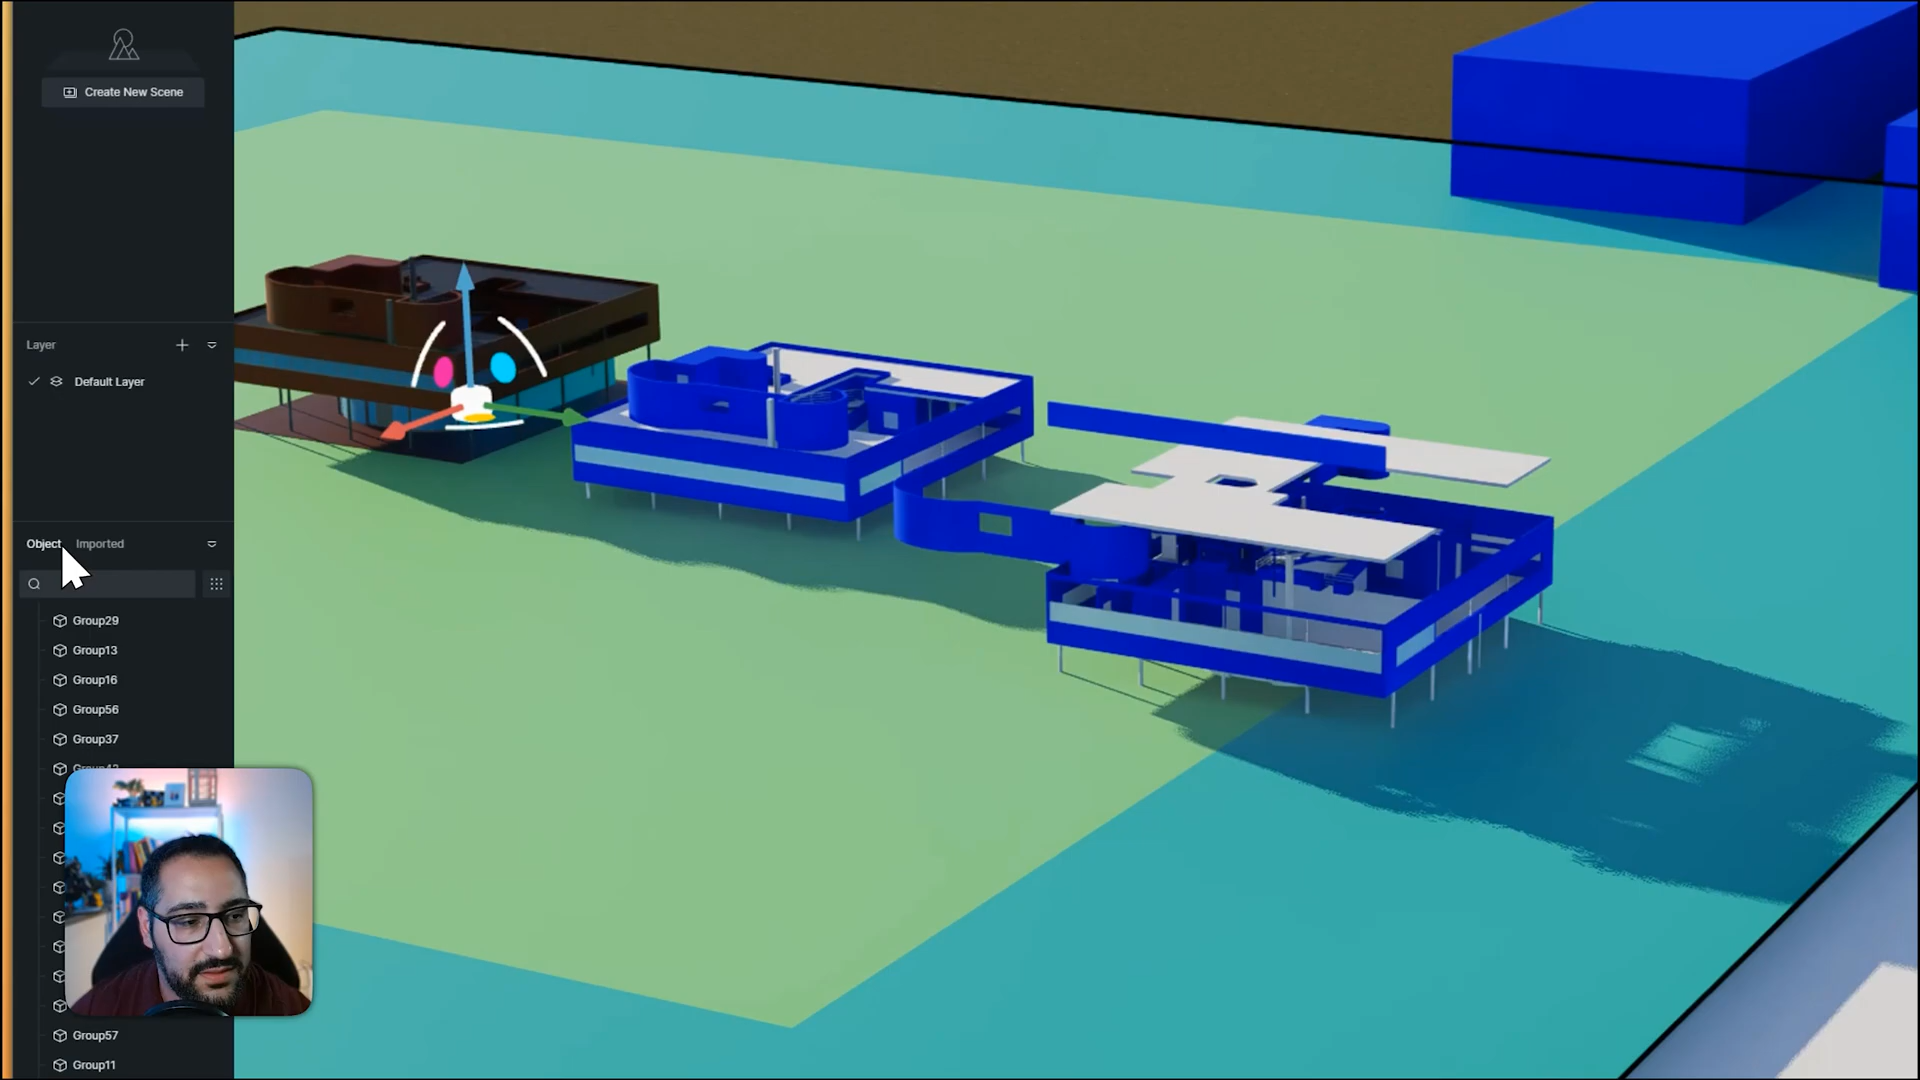 Create New Scene
Layer
Default Layer
Object Imported
Group29
Group13
Group16
Group56
Group37
Group57
Group11